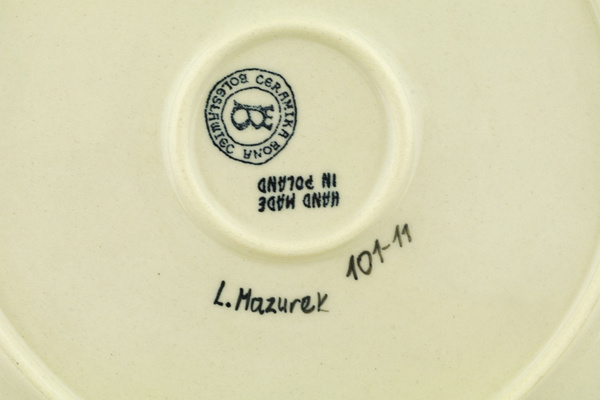 CERAMIKA BONA BOLESŁAWIEC
B
HAND MADE
IN POLAND
101-11
L. Mazurek